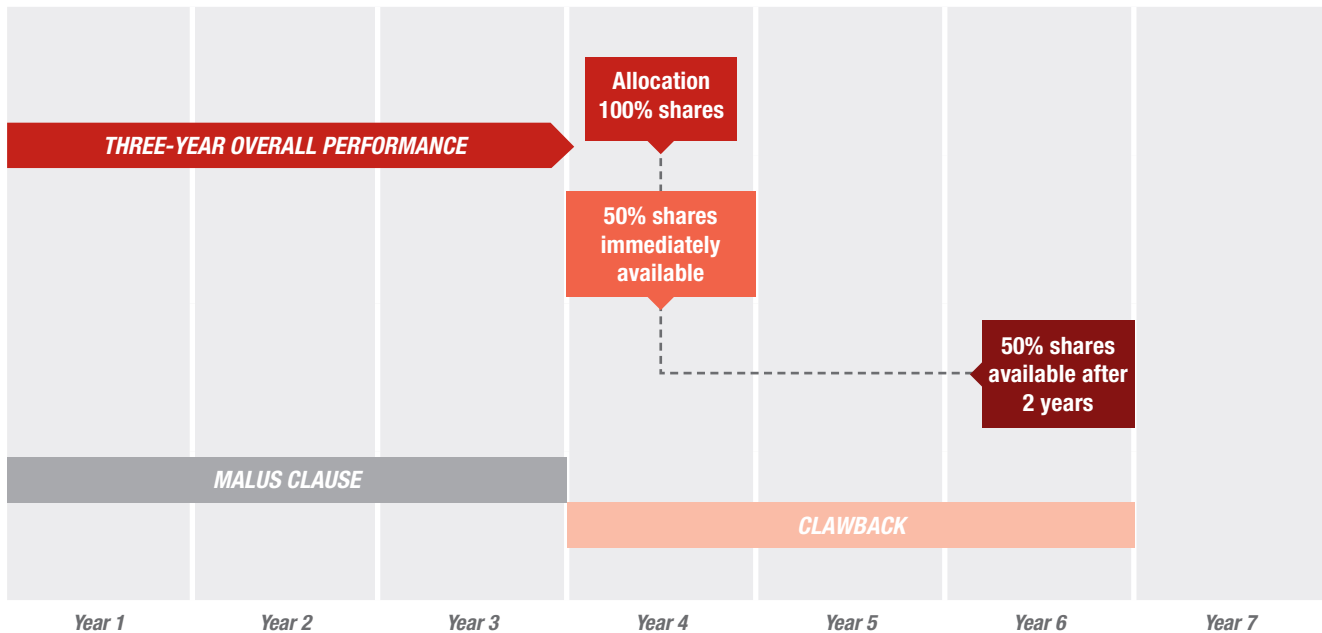 Allocation
100% shares
THREE-YEAR OVERALL PERFORMANCE
50% shares
immediately
available
50% shares
available after
2 years
MALUS CLAUSE
CLAWBACK
Year 1
Year 2
Year 3
Year 4
Year 5
Year 6
Year 7